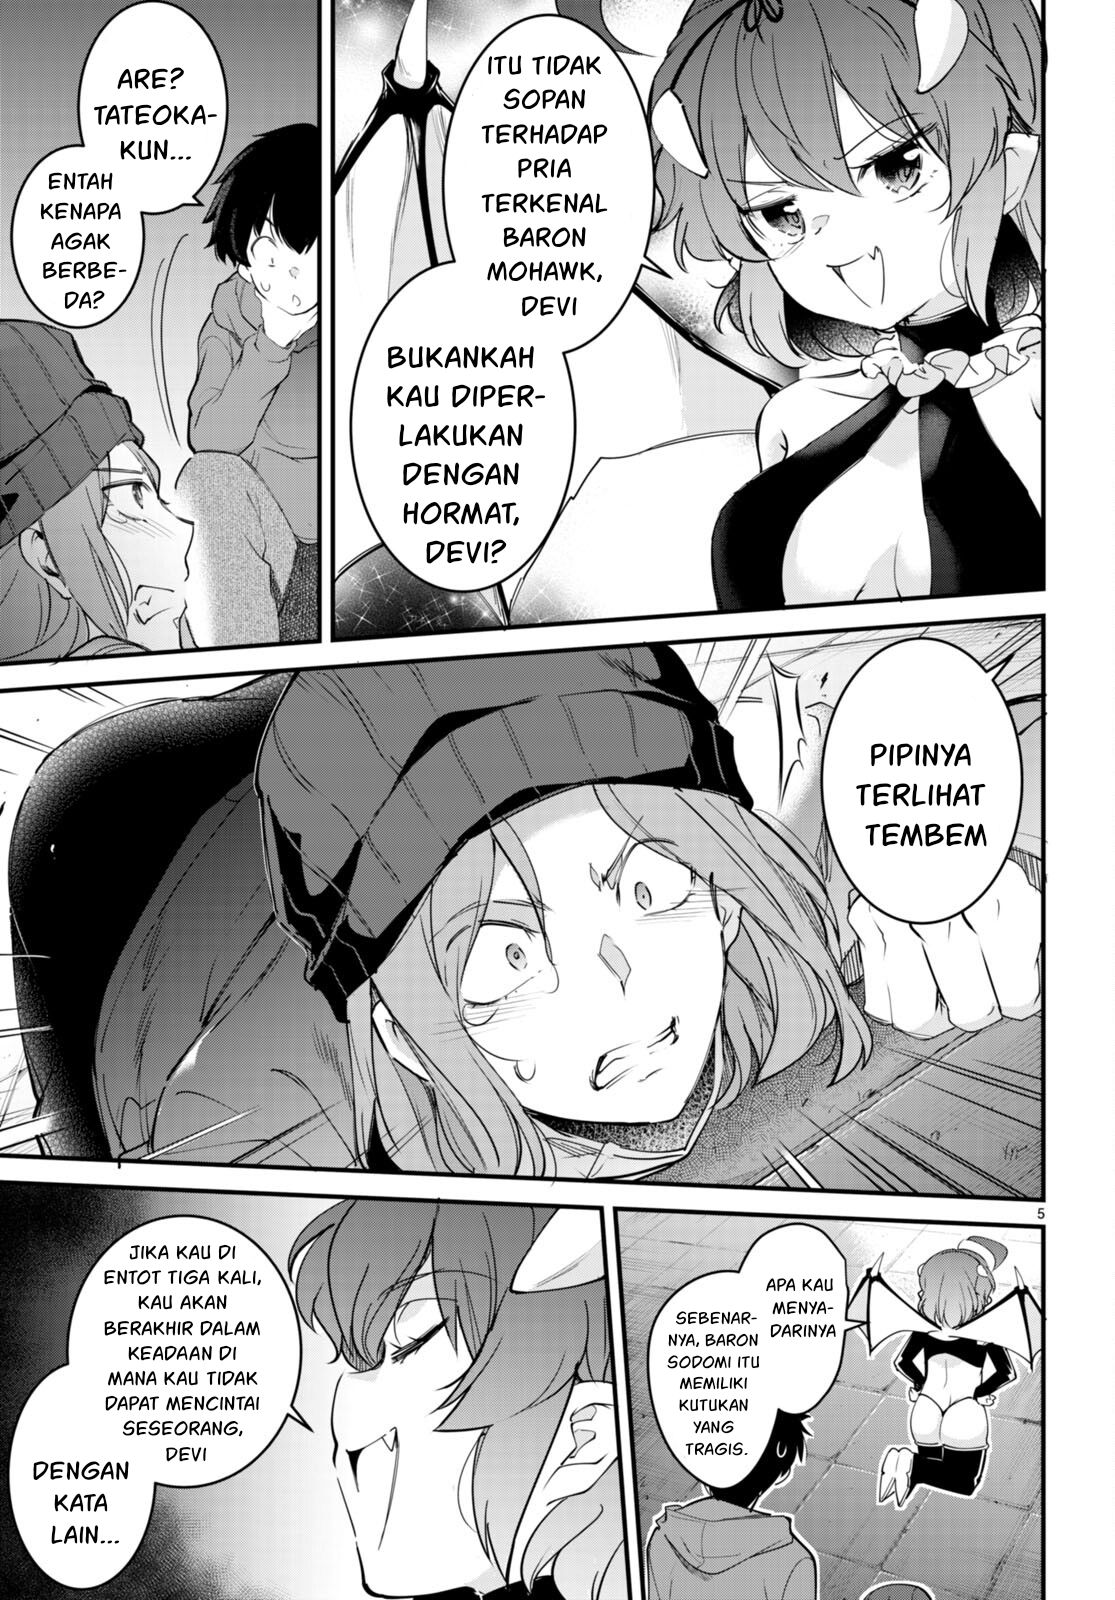 ITU TIDAK
SOPAN
TERHADAP
PRIA
TERKENAL
BARON
MOHAWK,
DEVI
BUKANKAH
KAU DIPER-
LAKUKAN
DENGAN
HORMAT,
DEVI?
ARE?
TATEOKA-
KUN...
ENTAH
KENAPA
AGAK
BERBE-
DA?
PIPINYA
TERLIHAT
TEMBEM
5
APA KAU
MENYA-
DARINYA
SEBENAR-
NYA, BARON
SODOMI ITU
MEMILIKI
KUTUKAN
YANG
TRAGIS.
JIKA KAU DI
ENTOT TIGA KALI,
KAU AKAN
BERAKHIR DALAM
KEADAAN DI
MANA KAU TIDAK
DAPAT MENCINTAI
SESEORANG,
DEVI
DENGAN
KATA
LAIN...